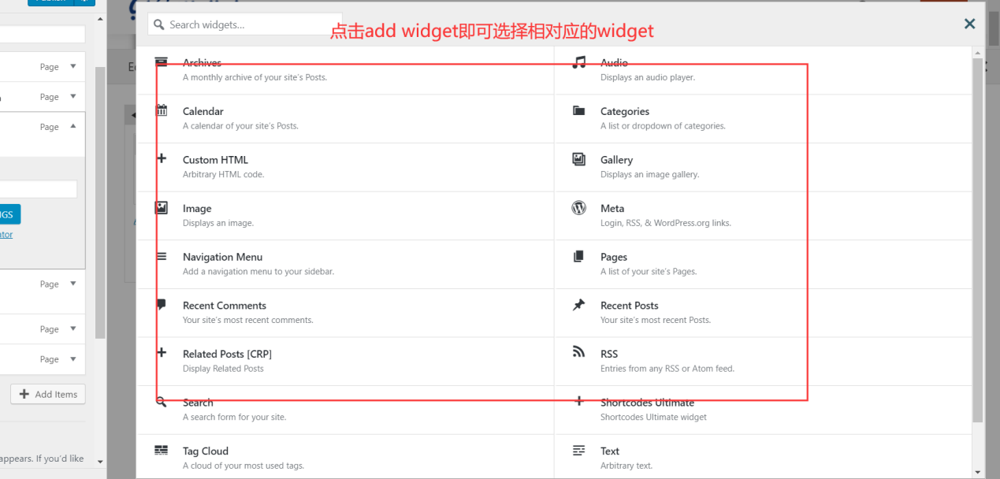 Publish
Search widgets...
点击add widget即可选择相对应的widget
Archives
A monthly archive of your site's Posts.
Audio
Displays an audio player.
Calendar
A calendar of your site's Posts.
Categories
A list or dropdown of categories.
Custom HTML
Arbitrary HTML code.
Gallery
Displays an image gallery.
Image
Displays an image.
Meta
Login, RSS, & WordPress.org links.
Navigation Menu
Add a navigation menu to your sidebar.
Pages
A list of your site's Pages.
Recent Comments
Your site's most recent comments.
Recent Posts
Your site's most recent Posts.
Related Posts [CRP]
Display Related Posts
RSS
Entries from any RSS or Atom feed.
Search
A search form for your site.
Shortcodes Ultimate
Shortcodes Ultimate widget
Tag Cloud
A cloud of your most used tags.
Text
Arbitrary text.
Page
Page
Page
Page
Page
Page
Add Items
appears. If you'd like